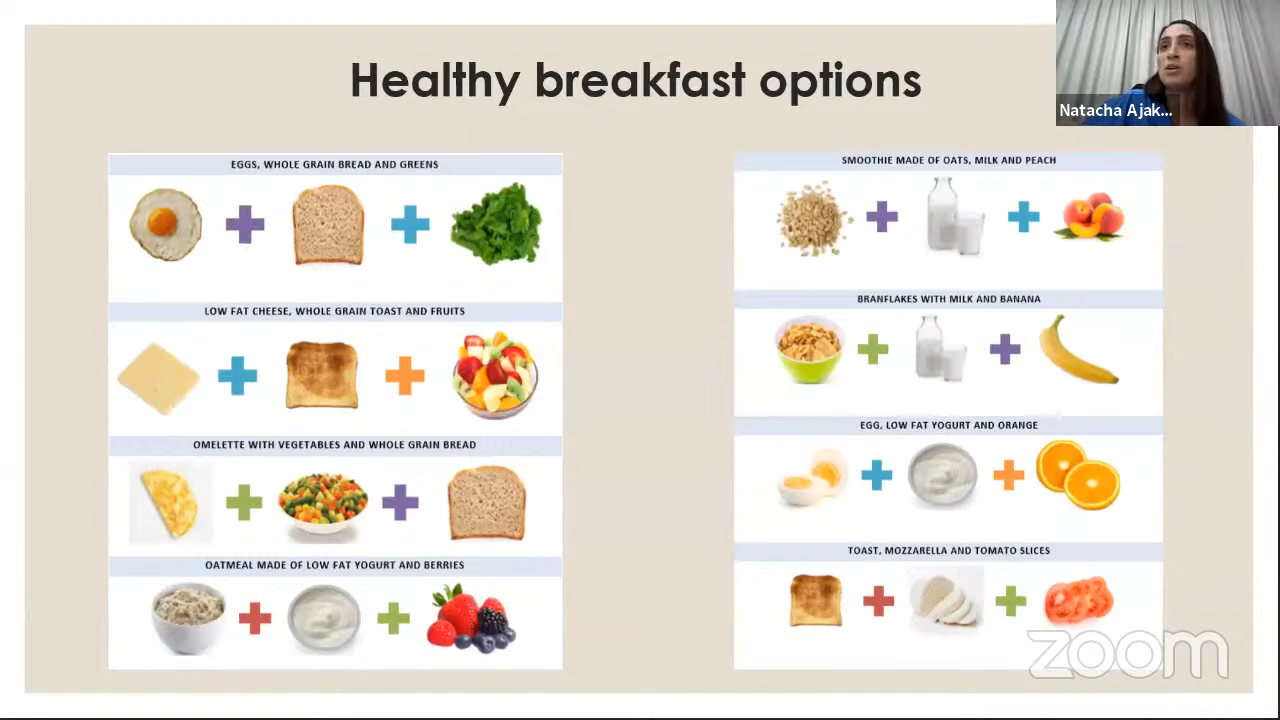 Healthy breakfast options
Natacha Ajak...
EGGS, WHOLE GRAIN BREAD AND GREENS
LOW FAT CHEESE, WHOLE GRAIN TOAST AND FRUITS
OMELETTE WITH VEGETABLES AND WHOLE GRAIN BREAD
OATMEAL MADE OF LOW FAT YOGURT AND BERRIES
SMOOTHIE MADE OF OATS, MILK AND PEACH
BRANFLAKES WITH MILK AND BANANA
EGG, LOW FAT YOGURT AND ORANGE
TOAST, MOZZARELLA AND TOMATO SLICES
zoom